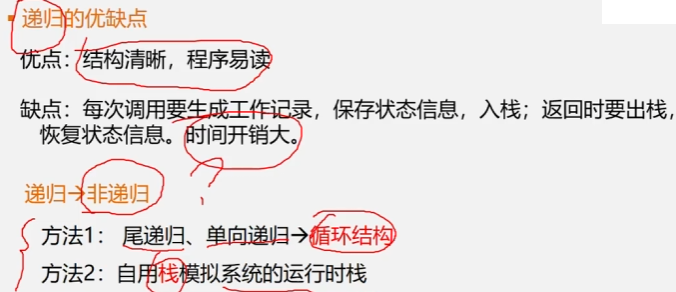 ▪ 递归的优缺点
优点：结构清晰，程序易读
缺点：每次调用要生成工作记录，保存状态信息，入栈；返回时要出栈，
恢复状态信息。时间开销大。
?
递归→非递归
方法1： 尾递归、单向递归→循环结构
方法2：自用栈模拟系统的运行时栈